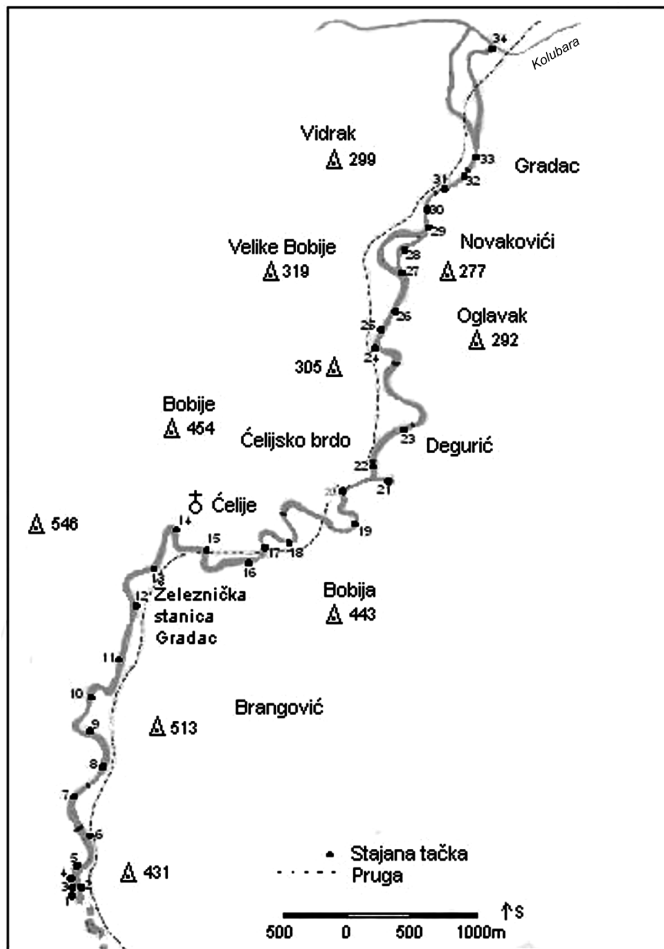 34
Kolubara
Vidrak
299
33
Gradac
31
32
30
29
Velike Bobije
319
Novakovići
28
27
277
26
Oglavak
292
25
24
305
Bobije
454
Ćelijsko brdo
23
Degurić
22
21
20
Ćelije
546
14
15
19
17
18
16
13
Železnička
stanica
Gradac
12
Bobija
443
11
10
Brangović
9
513
8
7
6
5
431
4
3
2
1
Stajana tačka
Pruga
500
0
500
1000m
S